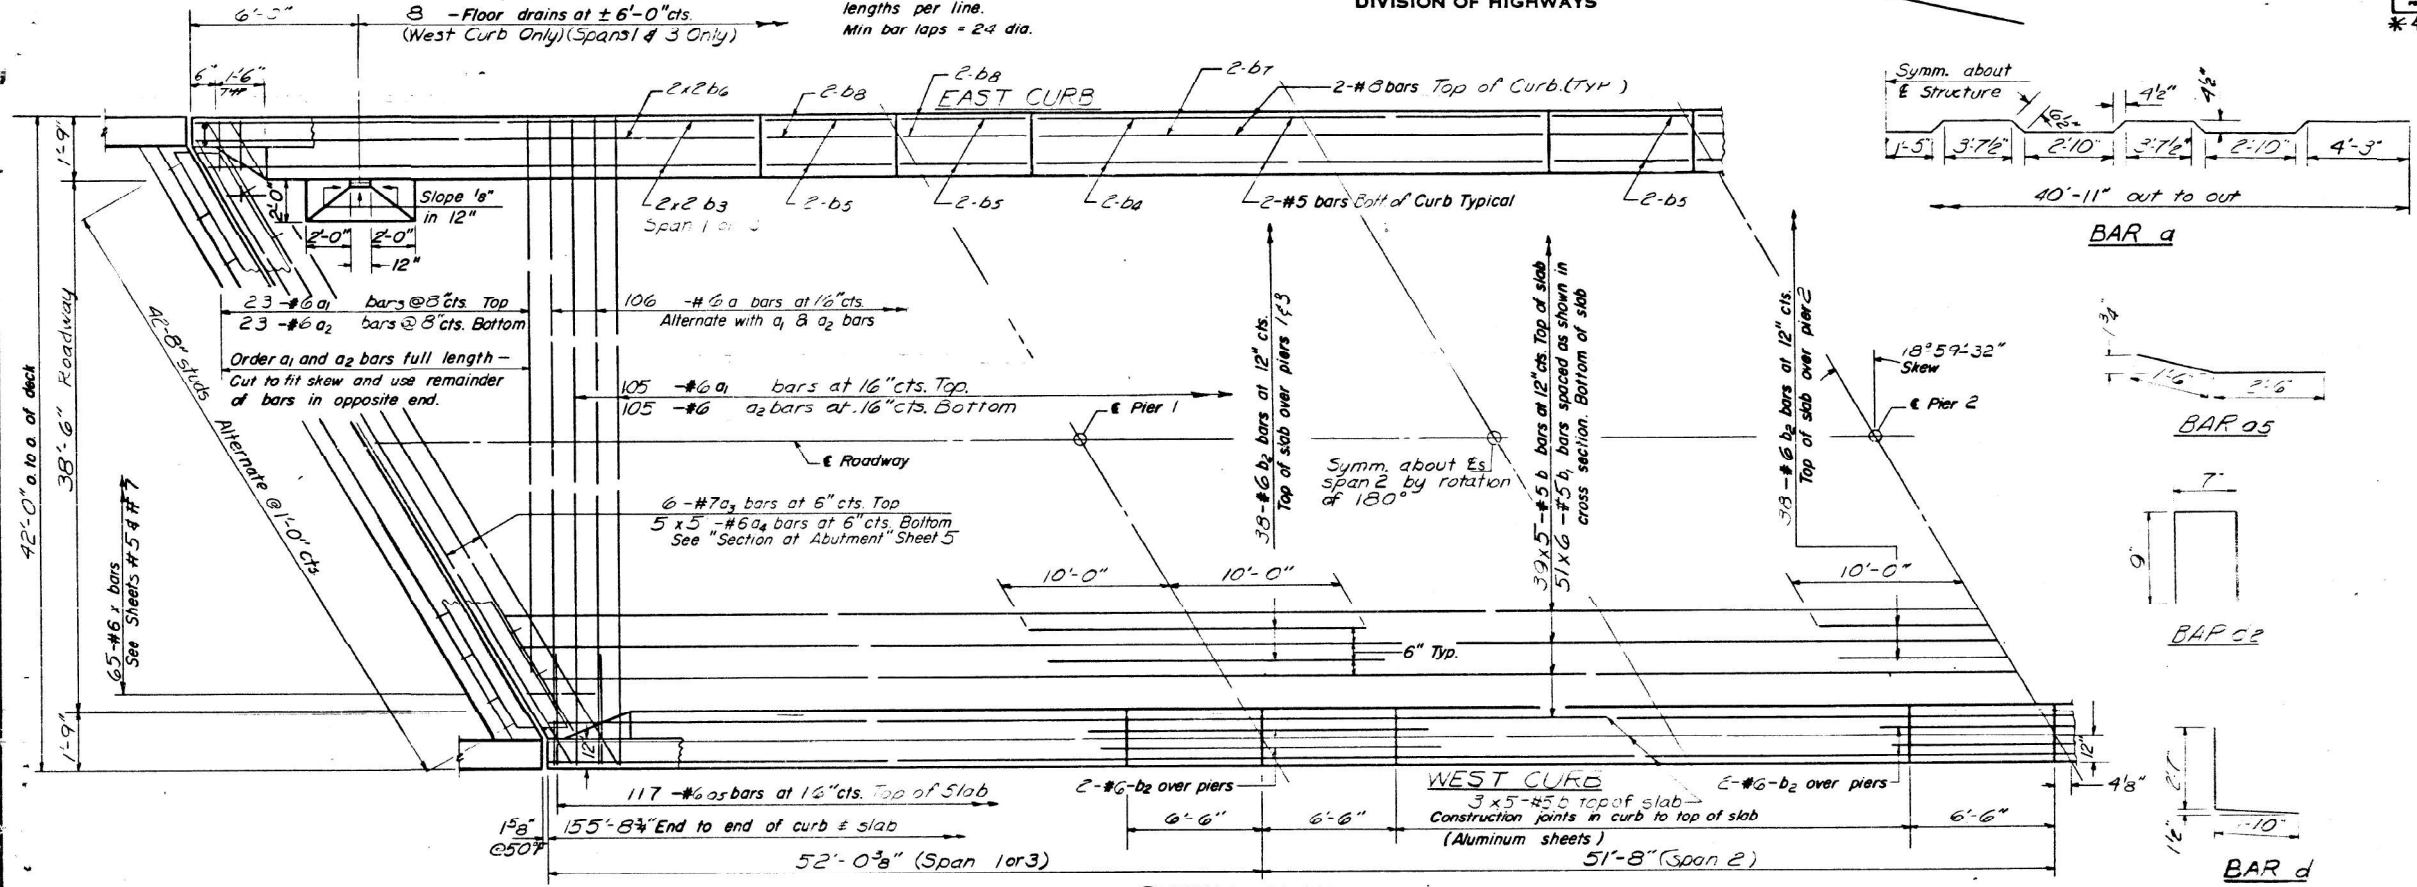 6'-0"
8 -Floor drains at ± 6'-0"cts.
(West Curb Only)(Spans 1 & 3 Only)
lengths per line.
Min bar laps = 24 dia.
DIVISION OF HIGHWAYS
6"
1'-6"
TYP
2x2 b6
2-b8
2-b8
EAST CURB
2-b7
2-#8 bars Top of Curb.(TYP)
Symm. about
℄ Structure
4½"
4½"
1'-5"
3'-7½"
2'-10"
3'-7½"
2'-10"
4'-3"
40'-11" out to out
BAR a
1'-9"
2'-0"
Slope ⅛"
in 12"
2'-0"
2'-0"
12"
2x2 b3
Span 1 or 3
2-b5
2-b5
2-b4
2-#5 bars Bott of Curb Typical
2-b5
42'-0" o. to o. of deck
38'-6" Roadway
42'-8" studs
Alternate @ 1'-0" cts
23 -#6 a1 bars @ 8"cts. Top
23 -#6 a2 bars @ 8"cts. Bottom
Order a1 and a2 bars full length -
Cut to fit skew and use remainder
of bars in opposite end.
106 -#6 a bars at 16"cts.
Alternate with a1 & a2 bars
105 -#6 a1 bars at 16"cts. Top.
105 -#6 a2 bars at 16"cts. Bottom
℄ Pier 1
℄ Roadway
38-#6 b2 bars at 12" cts.
Top of slab over piers 1&3
Symm. about ℄s
span 2 by rotation
of 180°
39x5-#5 b bars at 12"cts. Top of slab
51x6-#5 b1 bars spaced as shown in
cross section. Bottom of slab
38-#6 b2 bars at 12" cts.
Top of slab over pier 2
18°59'-32"
Skew
℄ Pier 2
1¾"
1'-6"
2'-6"
BAR a5
7"
9"
BAR d2
65-#6 x bars
See Sheets #5 & #7
6 -#7a3 bars at 6"cts. Top
5 x 5 -#6a4 bars at 6"cts. Bottom
See "Section at Abutment" Sheet 5
10'-0"
10'-0"
10'-0"
6" Typ.
1'-9"
12"
12"
4'8"
117 -#6 a5 bars at 16"cts. Top of Slab
2-#6-b2 over piers
WEST CURB
2-#6-b2 over piers
3 x5-#5 b top of slab
Construction joints in curb to top of slab
(Aluminum sheets)
1⅝"
@50°F
155'-8¾" End to end of curb & slab
6'-6"
6'-6"
6'-6"
52'-0⅜" (Span 1 or 3)
51'-8" (Span 2)
1½"
BAR d